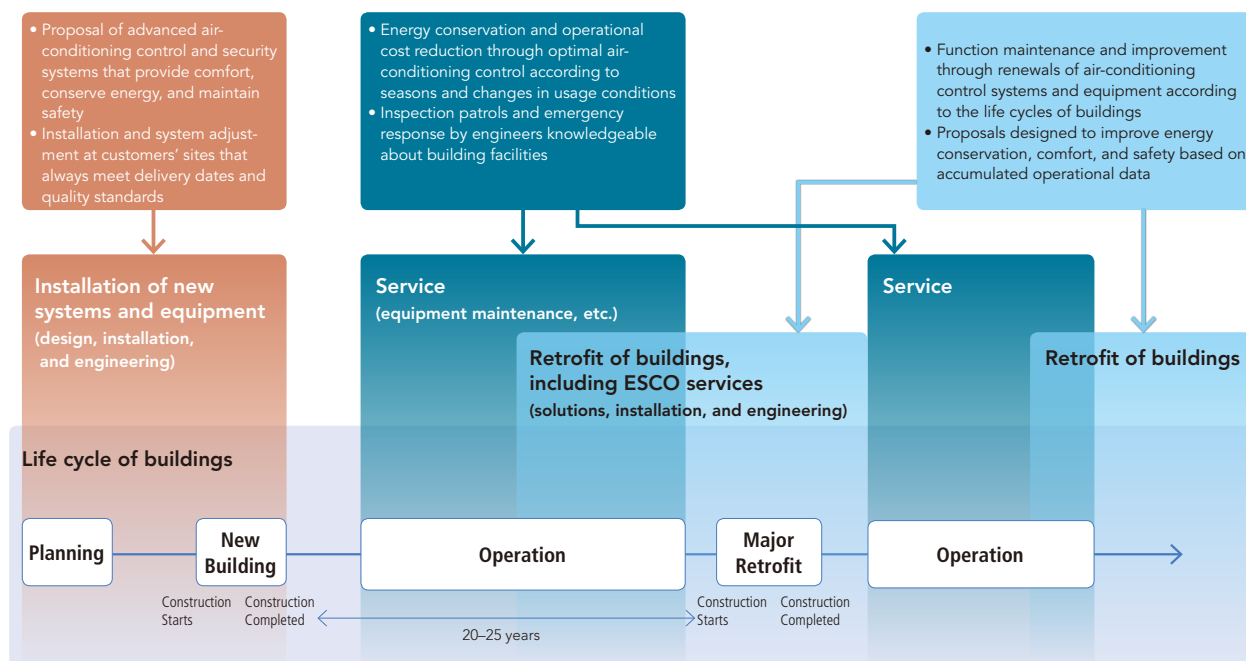 • Proposal of advanced air-
conditioning control and security
systems that provide comfort,
conserve energy, and maintain
safety
• Installation and system adjust-
ment at customers’ sites that
always meet delivery dates and
quality standards
• Energy conservation and operational
cost reduction through optimal air-
conditioning control according to
seasons and changes in usage conditions
• Inspection patrols and emergency
response by engineers knowledgeable
about building facilities
• Function maintenance and improvement
through renewals of air-conditioning
control systems and equipment according
to the life cycles of buildings
• Proposals designed to improve energy
conservation, comfort, and safety based on
accumulated operational data
Installation of new
systems and equipment
(design, installation,
and engineering)
Service
(equipment maintenance, etc.)
Retrofit of buildings,
including ESCO services
(solutions, installation, and engineering)
Service
Retrofit of buildings
Life cycle of buildings
Planning
New
Building
Operation
Major
Retrofit
Operation
Construction
Starts
Construction
Completed
20–25 years
Construction
Starts
Construction
Completed